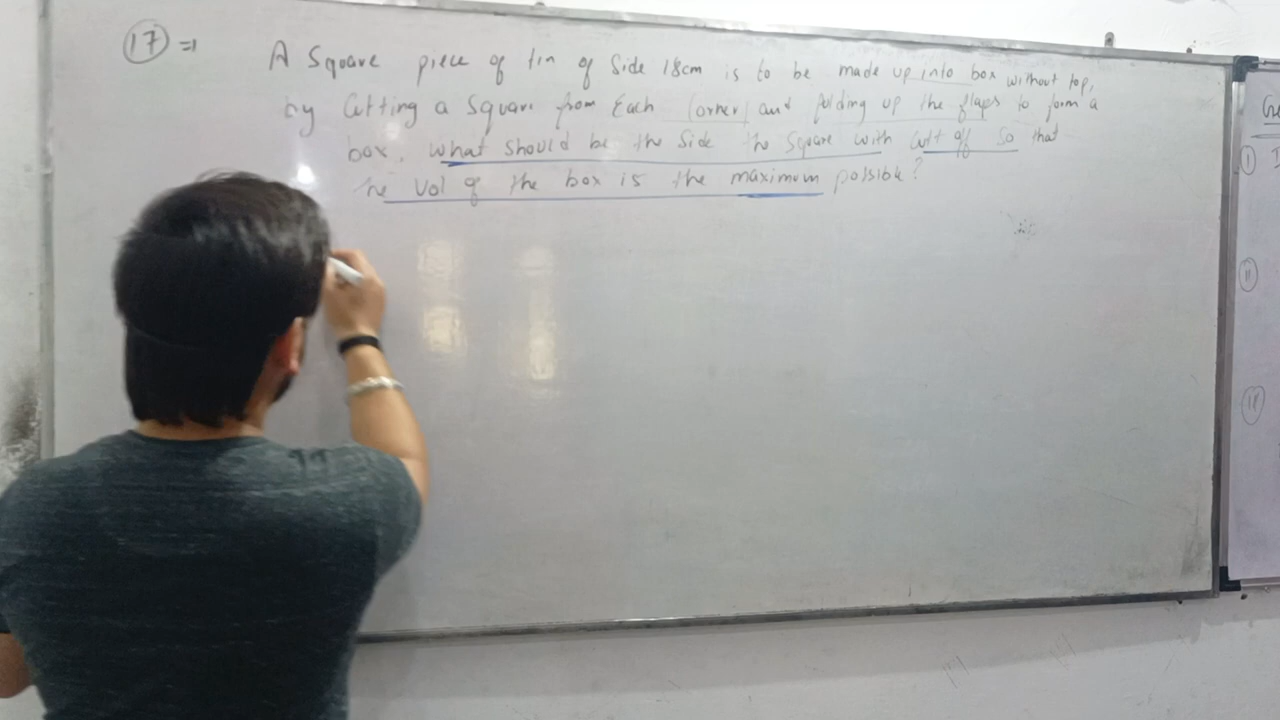 17 ⇒ A Square piece of tin of Side 18cm is to be made up into box without top,
by Cutting a Square from Each Corner and folding up the flaps to form a
box. what should be the Side the Square with cut off So that
the Vol of the box is the maximum possible?